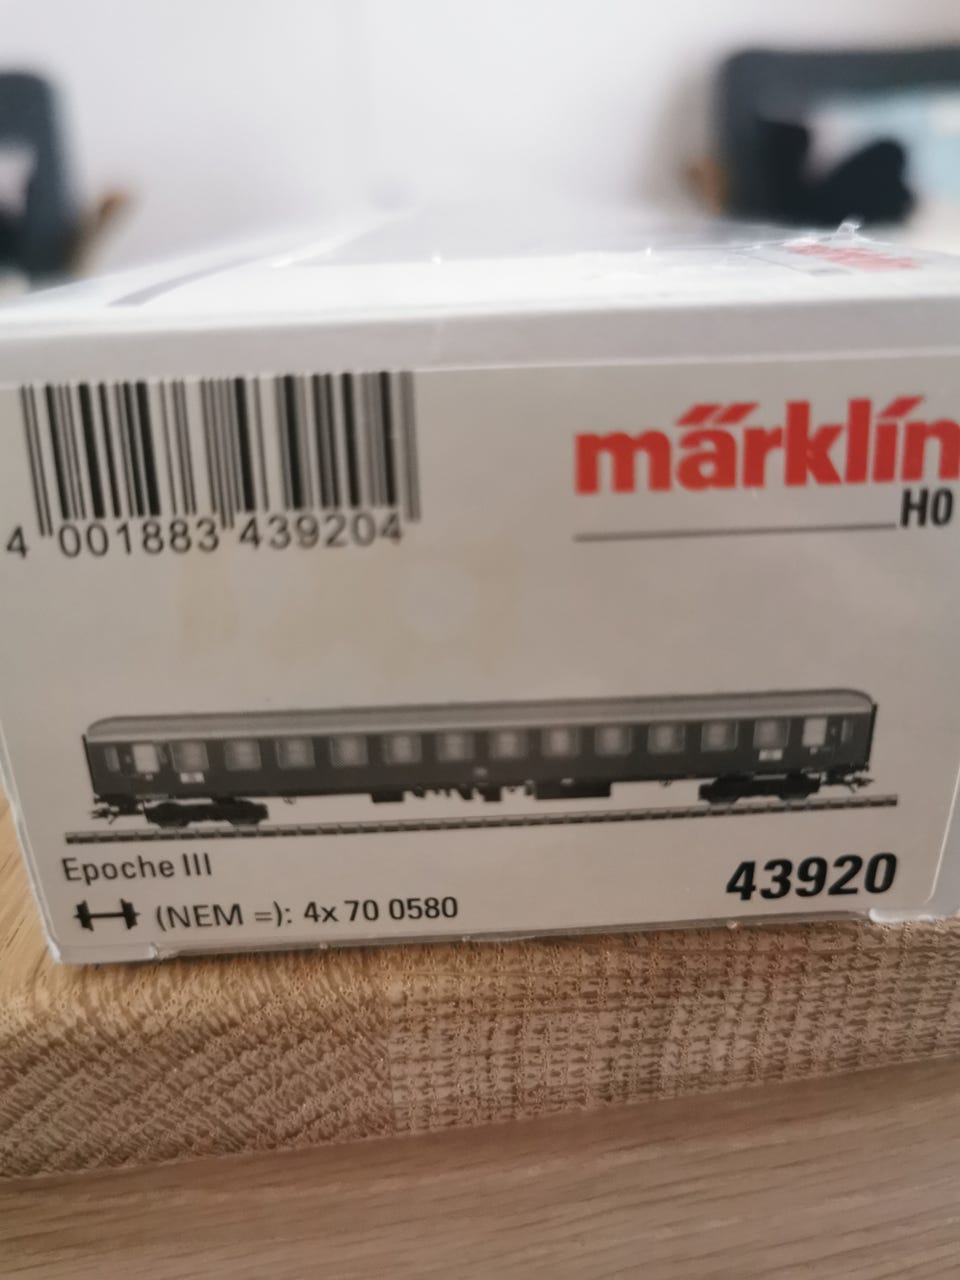 märklin
H0
4 001883 439204
Epoche III
(NEM =): 4x 70 0580
43920